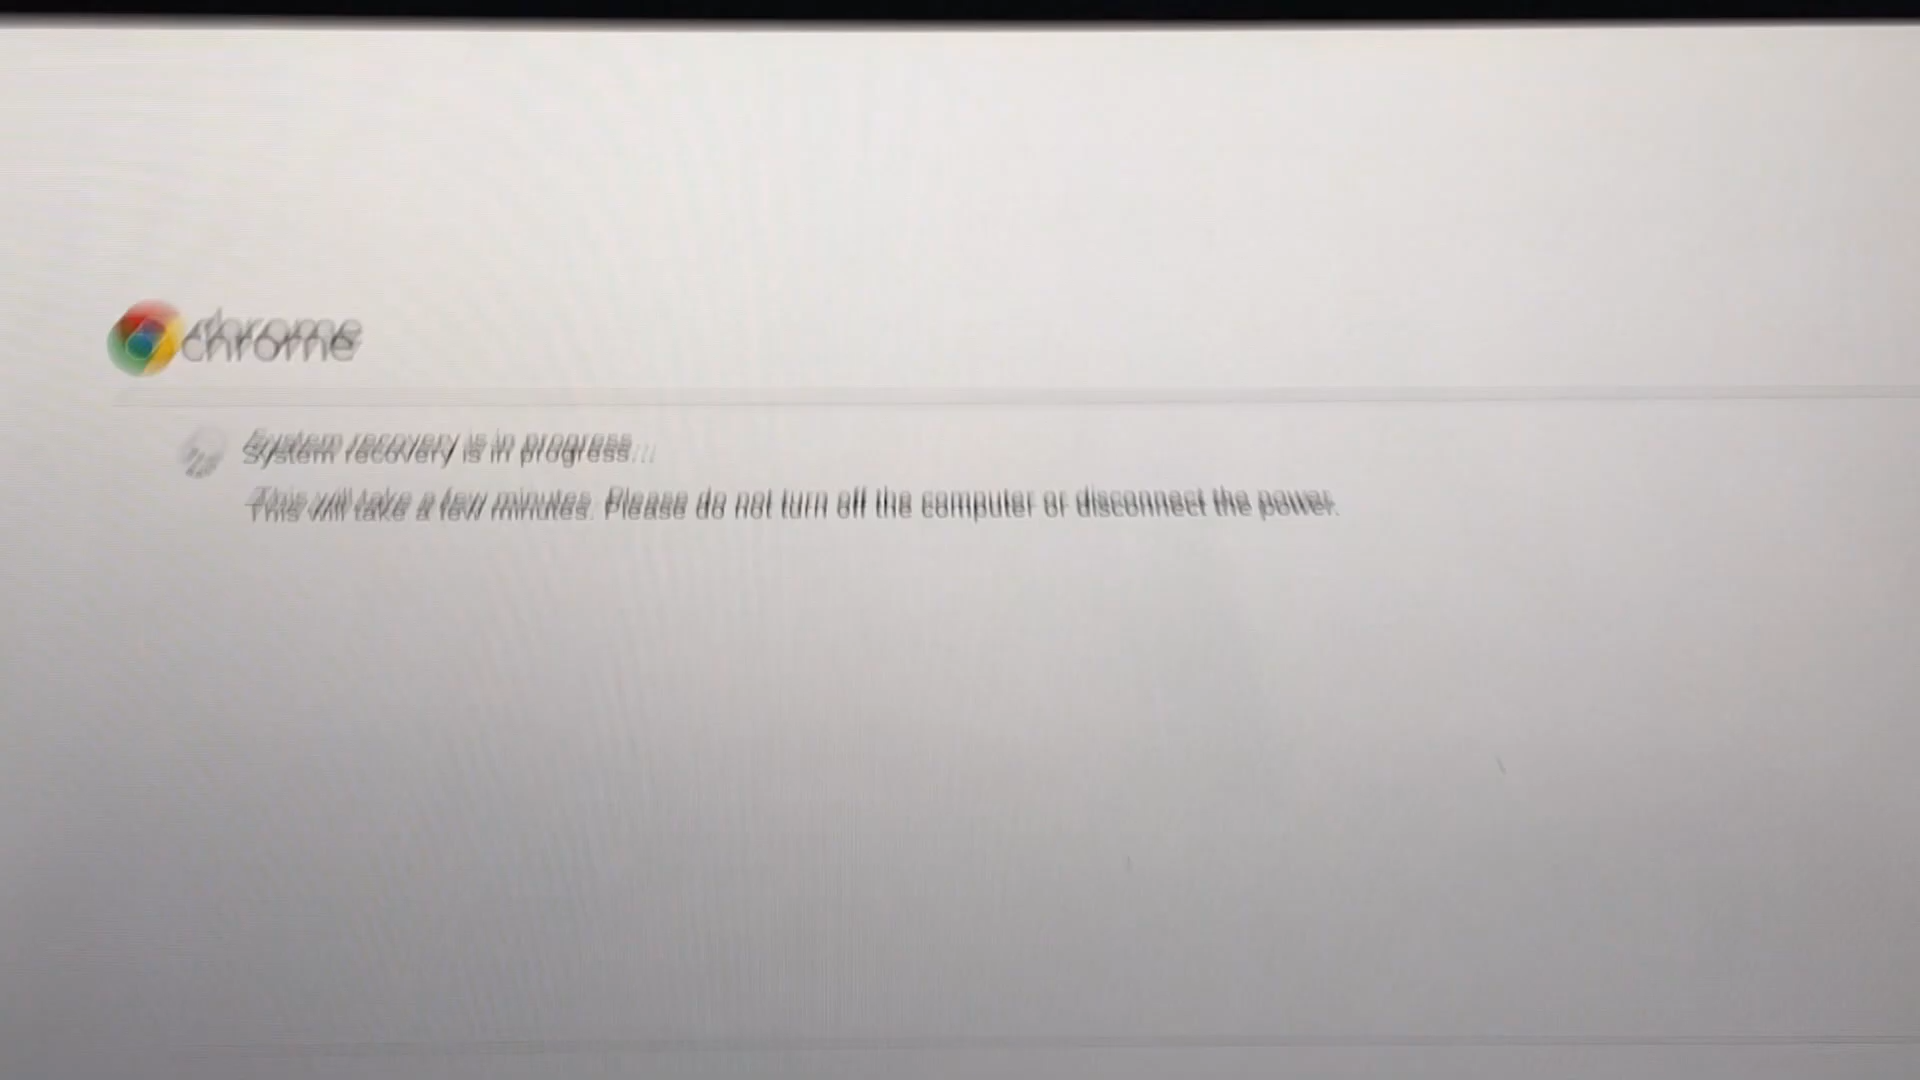 chrome
System recovery is in progress...
This will take a few minutes. Please do not turn off the computer or disconnect the power.